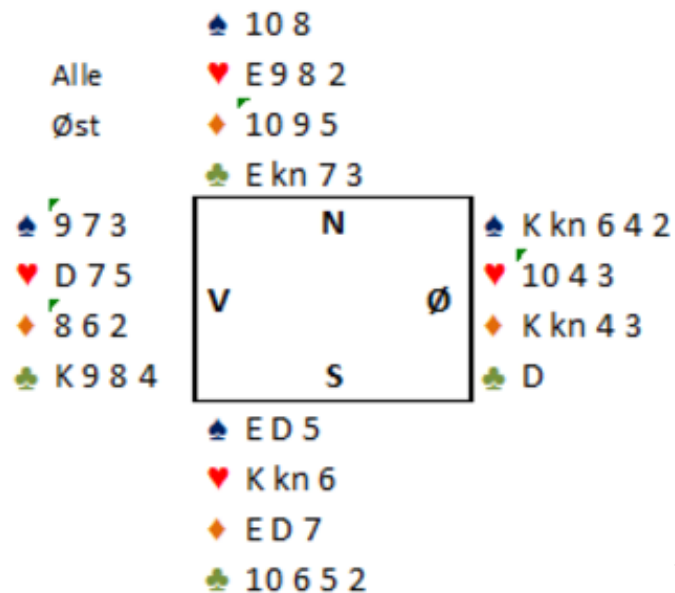 ♠ 10 8
Alle ♥ E 9 8 2
Øst ♦ 10 9 5
♣ E kn 7 3
♠ 9 7 3 N ♠ K kn 6 4 2
♥ D 7 5 ♥ 10 4 3
♦ 8 6 2 V Ø ♦ K kn 4 3
♣ K 9 8 4 S ♣ D
♠ E D 5
♥ K kn 6
♦ E D 7
♣ 10 6 5 2